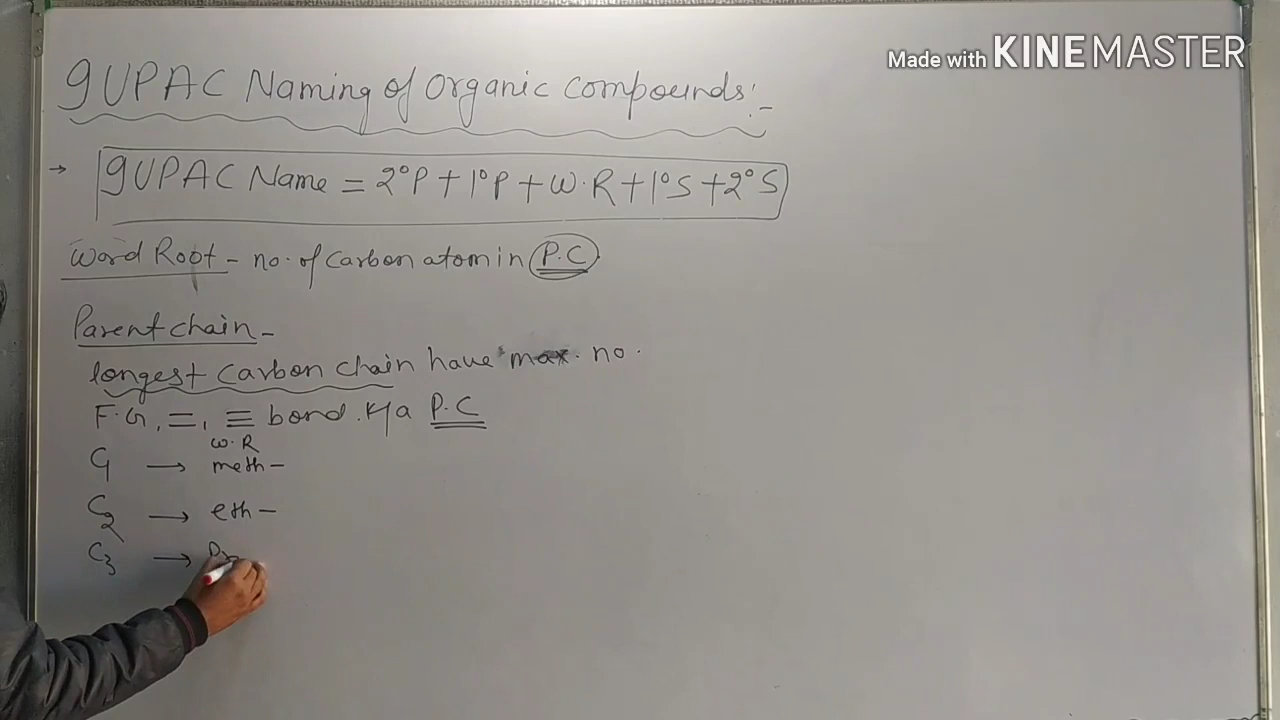 Made with KINEMASTER
IUPAC Naming of Organic Compounds:-
→ IUPAC Name = 2°P + 1°P + W.R + 1°S + 2°S
Word Root - no. of Carbon atom in P.C
Parent chain -
longest carbon chain have max. no.
F.G, =, ≡ bond. k/a P.C
W.R
C1 → meth-
C2 → eth-
C3 → Pr